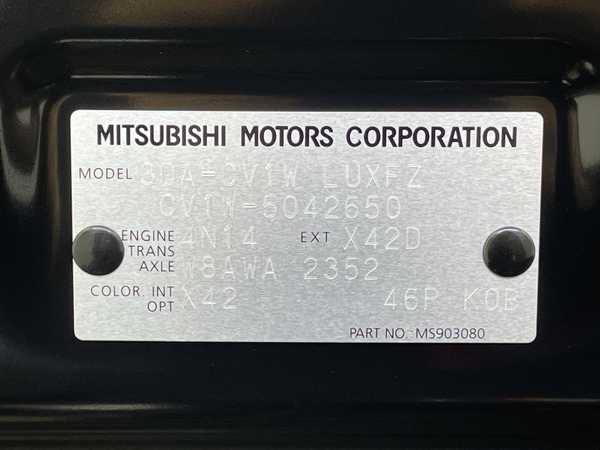 MITSUBISHI MOTORS CORPORATION
MODEL 3DA-CV1W LUXFZ
CV1W-5042650
ENGINE 4N14 EXT X42D
TRANS
AXLE W8AWA 2352
COLOR. INT X42 46P K0B
OPT
PART NO.-MS903080